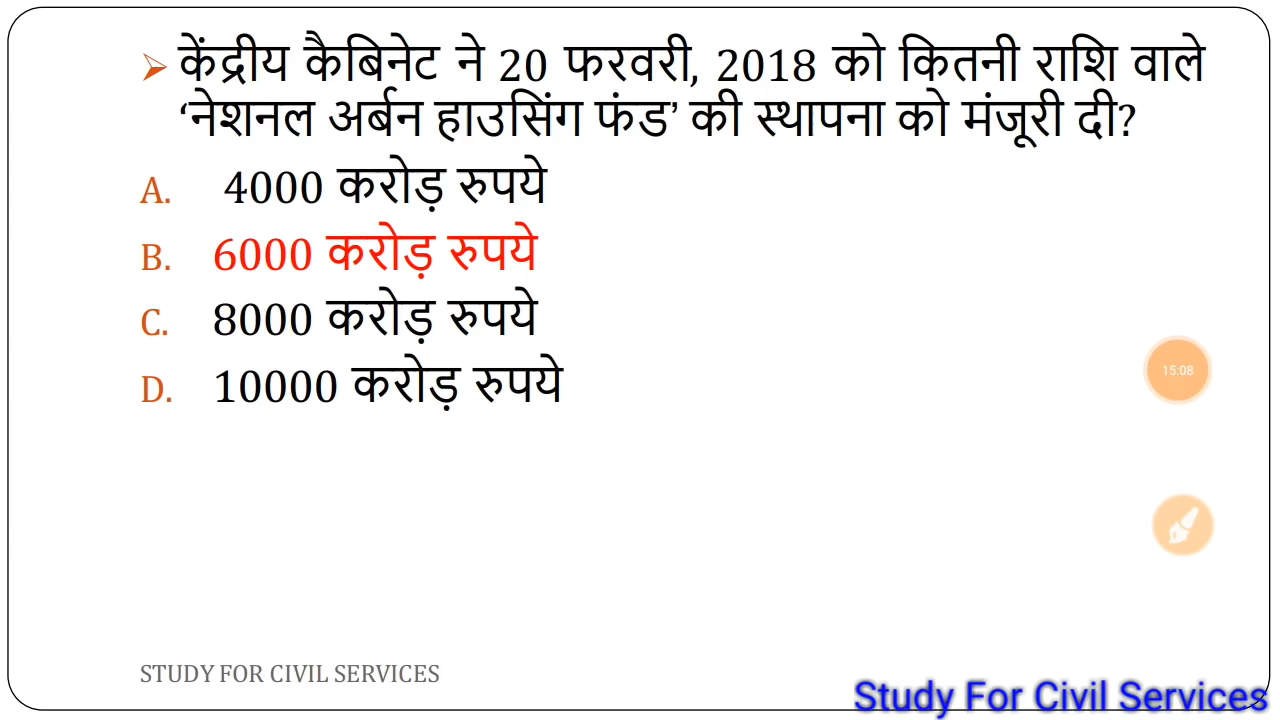 ➢ केंद्रीय कैबिनेट ने 20 फरवरी, 2018 को कितनी राशि वाले
‘नेशनल अर्बन हाउसिंग फंड’ की स्थापना को मंजूरी दी?
A. 4000 करोड़ रुपये
B. 6000 करोड़ रुपये
C. 8000 करोड़ रुपये
D. 10000 करोड़ रुपये
15:08
STUDY FOR CIVIL SERVICES
Study For Civil Services